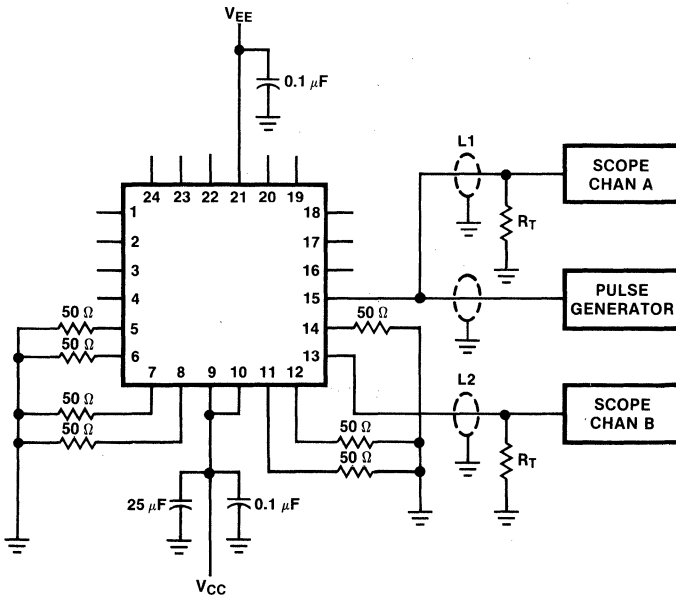 VEE
0.1 μF
L1
SCOPE
CHAN A
RT
24 23 22 21 20 19
1
2
3
4
5
6
18
17
16
15
14
13
7 8 9 10 11 12
PULSE
GENERATOR
50 Ω
50 Ω
50 Ω
50 Ω
50 Ω
50 Ω
50 Ω
L2
SCOPE
CHAN B
RT
25 μF
0.1 μF
VCC